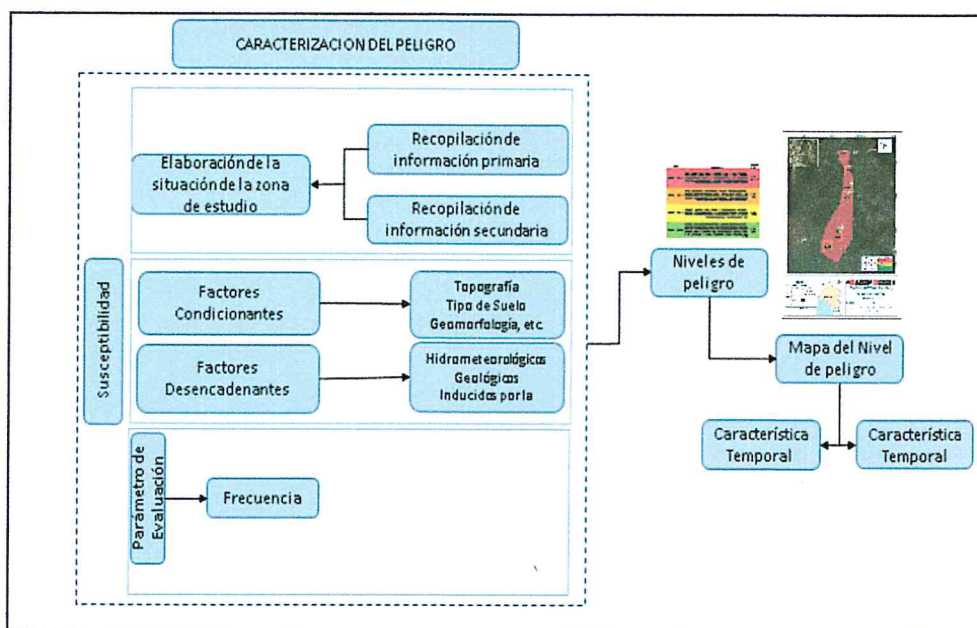 CARACTERIZACION DEL PELIGRO
Elaboración de la
situación de la zona
de estudio
Recopilación de
información primaria
Recopilación de
información secundaria
Susceptibilidad
Factores
Condicionantes
Topografía
Tipo de Suelo
Geomorfología, etc.
Factores
Desencadenantes
Hidrometeorológicos
Geológicos
Inducidos por la
Parámetro de
Evaluación
Frecuencia
Niveles de
peligro
Mapa del Nivel
de peligro
Característica
Temporal
Característica
Temporal